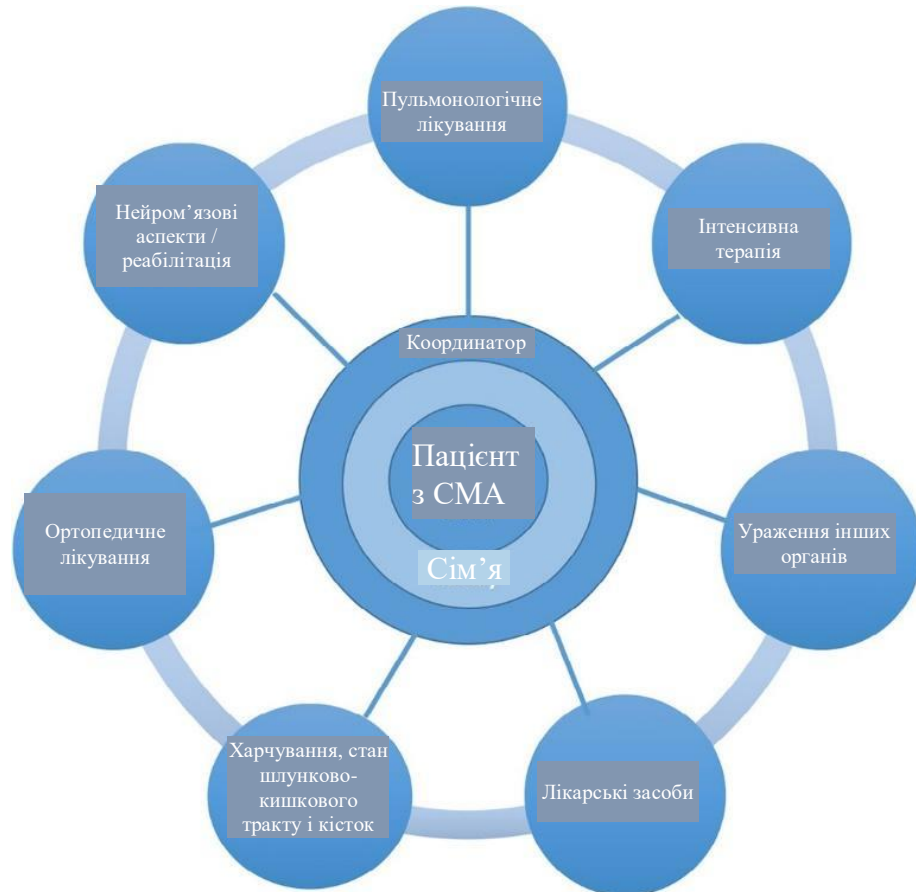 Пульмонологічне
лікування
Нейром’язові
аспекти /
реабілітація
Інтенсивна
терапія
Координатор
Пацієнт
з СМА
Сім’я
Ортопедичне
лікування
Ураження інших
органів
Харчування, стан
шлунково-
кишкового
тракту і кісток
Лікарські засоби